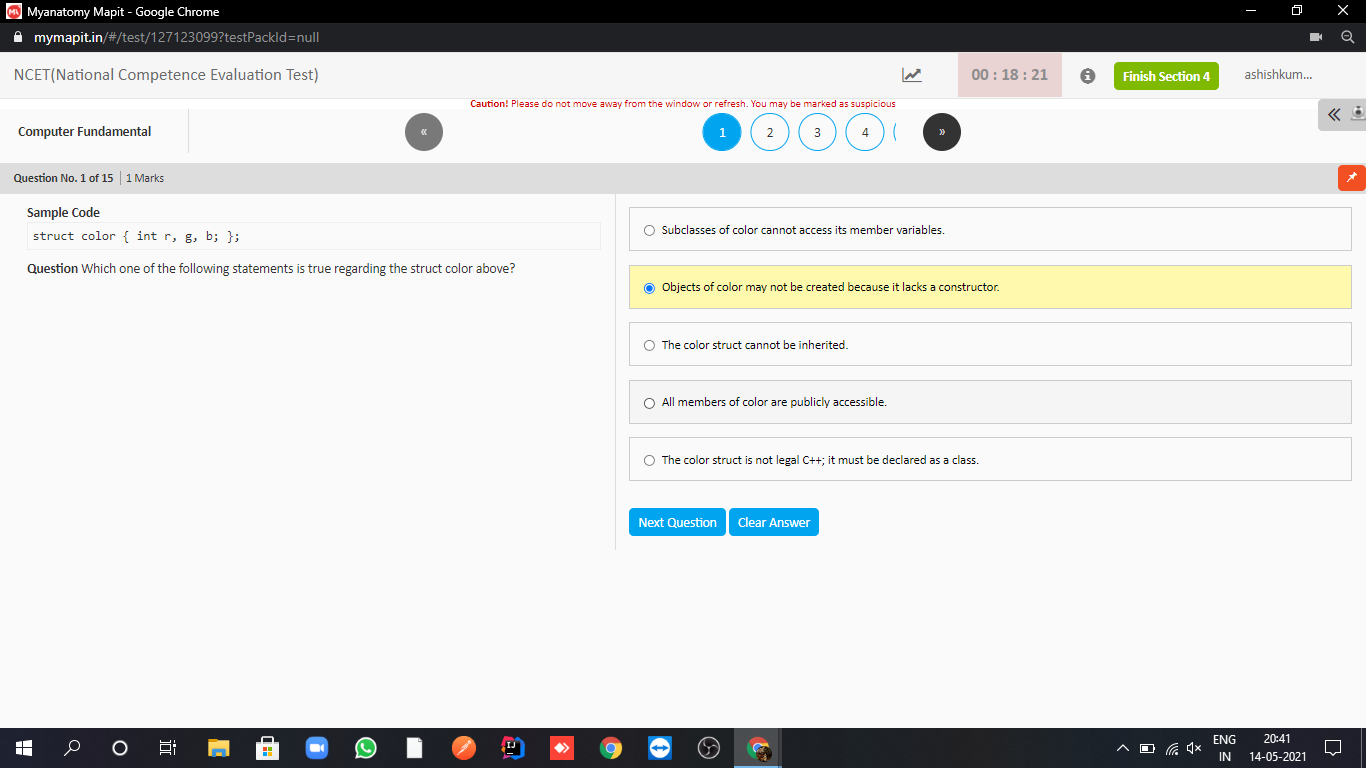 Myanatomy Mapit - Google Chrome
mymapit.in/#/test/127123099?testPackId=null
NCET(National Competence Evaluation Test)
00 : 18 : 21
Finish Section 4
ashishkum...
Caution! Please do not move away from the window or refresh. You may be marked as suspicious
Computer Fundamental
«
1
2
3
4
»
Question No. 1 of 15 | 1 Marks
Sample Code
struct color { int r, g, b; };
Question Which one of the following statements is true regarding the struct color above?
Subclasses of color cannot access its member variables.
Objects of color may not be created because it lacks a constructor.
The color struct cannot be inherited.
All members of color are publicly accessible.
The color struct is not legal C++; it must be declared as a class.
Next Question
Clear Answer
ENG
IN
20:41
14-05-2021